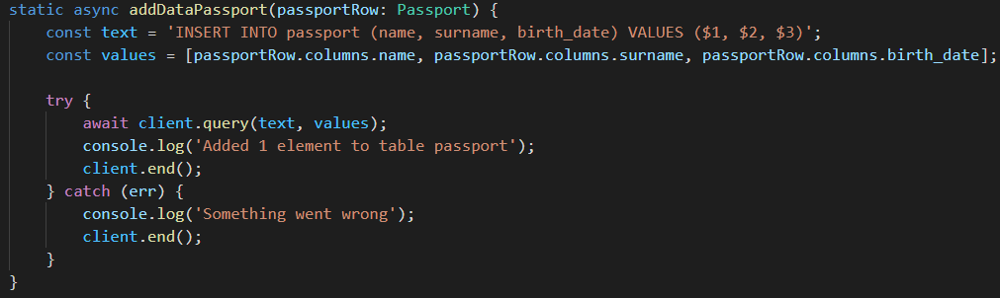 static async addDataPassport(passportRow: Passport) {
    const text = 'INSERT INTO passport (name, surname, birth_date) VALUES ($1, $2, $3)';
    const values = [passportRow.columns.name, passportRow.columns.surname, passportRow.columns.birth_date];

    try {
        await client.query(text, values);
        console.log('Added 1 element to table passport');
        client.end();
    } catch (err) {
        console.log('Something went wrong');
        client.end();
    }
}